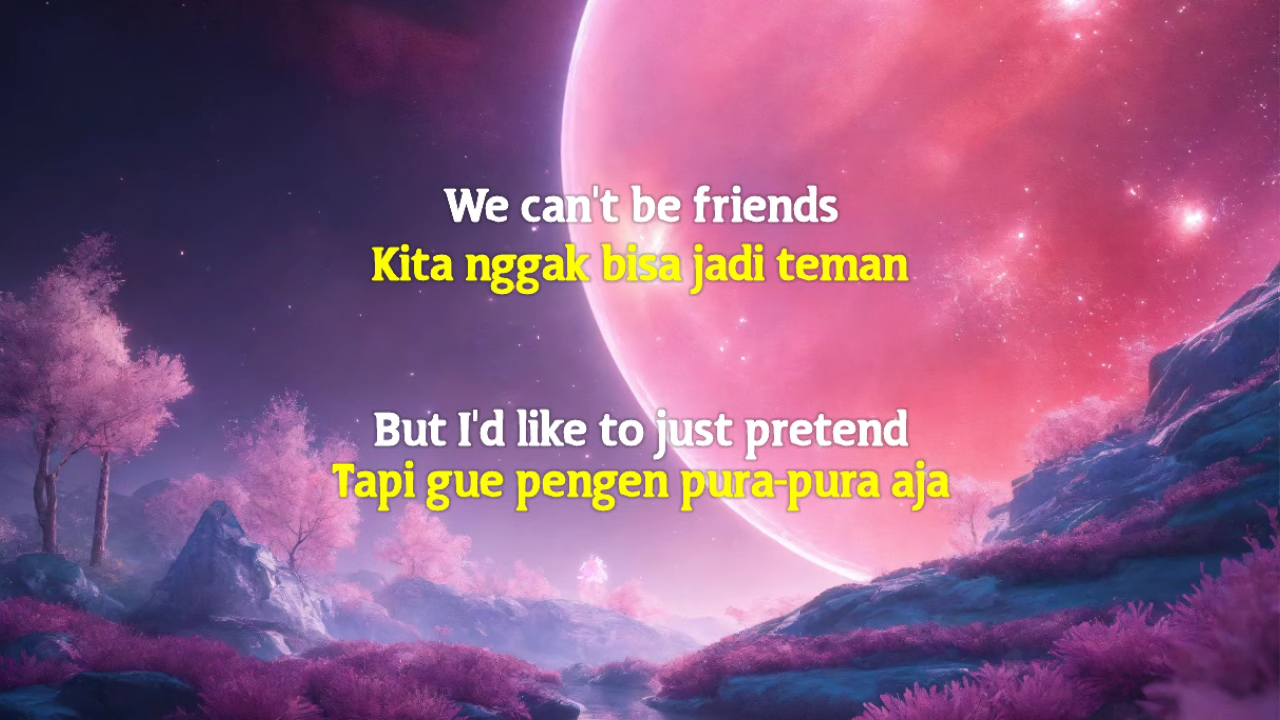 We can't be friends
Kita nggak bisa jadi teman
But I'd like to just pretend
Tapi gue pengen pura-pura aja